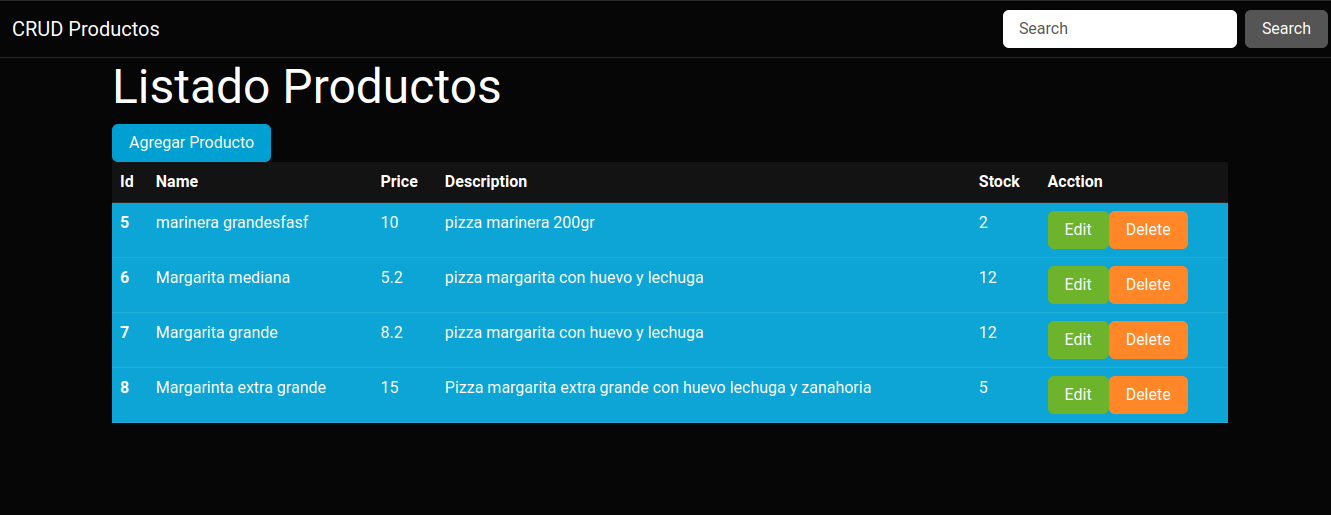 CRUD Productos Search Search
Listado Productos
Agregar Producto
Id Name Price Description Stock Acction
5 marinera grandesfasf 10 pizza marinera 200gr 2 Edit Delete
6 Margarita mediana 5.2 pizza margarita con huevo y lechuga 12 Edit Delete
7 Margarita grande 8.2 pizza margarita con huevo y lechuga 12 Edit Delete
8 Margarinta extra grande 15 Pizza margarita extra grande con huevo lechuga y zanahoria 5 Edit Delete